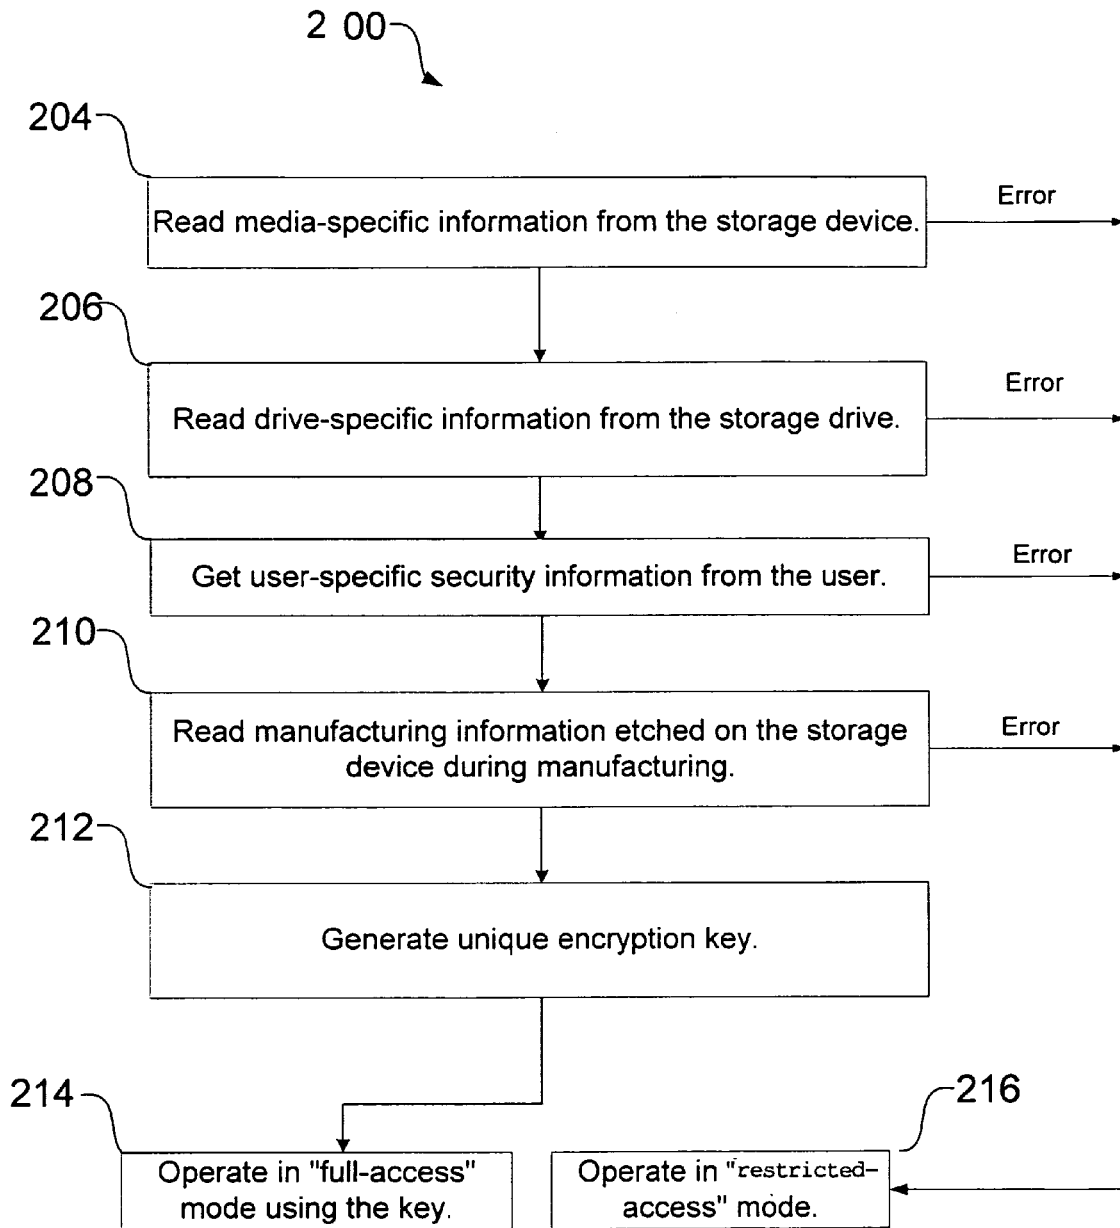 2 00
204
Read media-specific information from the storage device.
Error
206
Read drive-specific information from the storage drive.
Error
208
Get user-specific security information from the user.
Error
210
Read manufacturing information etched on the storage
device during manufacturing.
Error
212
Generate unique encryption key.
214
Operate in "full-access"
mode using the key.
216
Operate in "restricted-
access" mode.